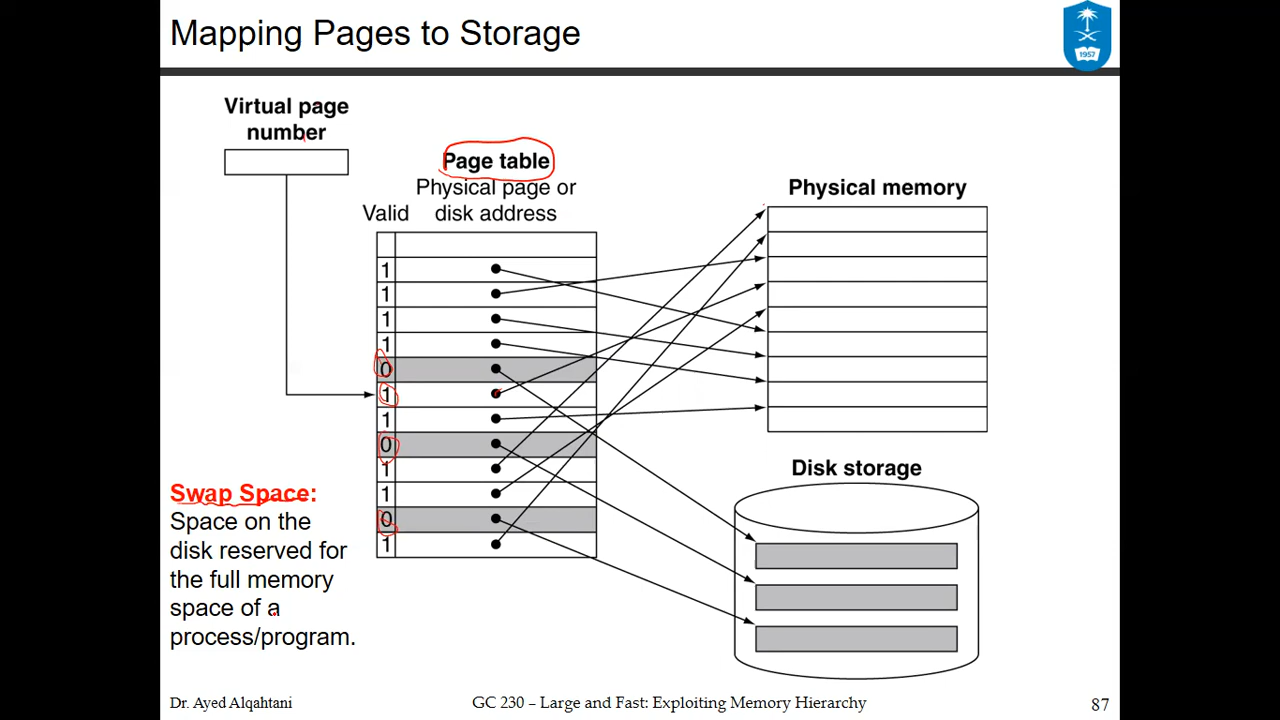 Mapping Pages to Storage
1957
Virtual page
number
Page table
Physical page or
Valid disk address
Physical memory
1
1
1
1
0
1
1
0
1
1
0
1
Disk storage
Swap Space:
Space on the
disk reserved for
the full memory
space of a
process/program.
Dr. Ayed Alqahtani
GC 230 – Large and Fast: Exploiting Memory Hierarchy
87